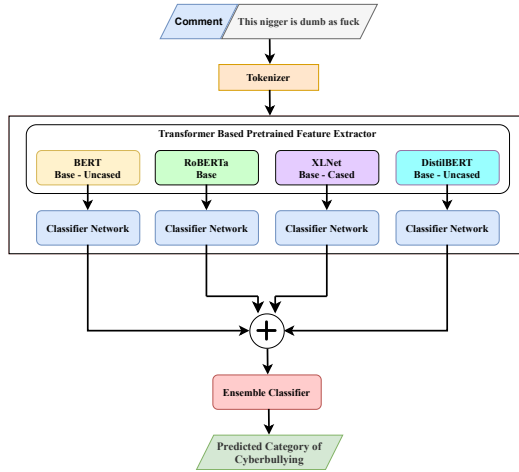 Comment
This nigger is dumb as fuck
Tokenizer
Transformer Based Pretrained Feature Extractor
BERT
Base - Uncased
RoBERTa
Base
XLNet
Base - Cased
DistilBERT
Base - Uncased
Classifier Network
Classifier Network
Classifier Network
Classifier Network
Ensemble Classifier
Predicted Category of
Cyberbullying